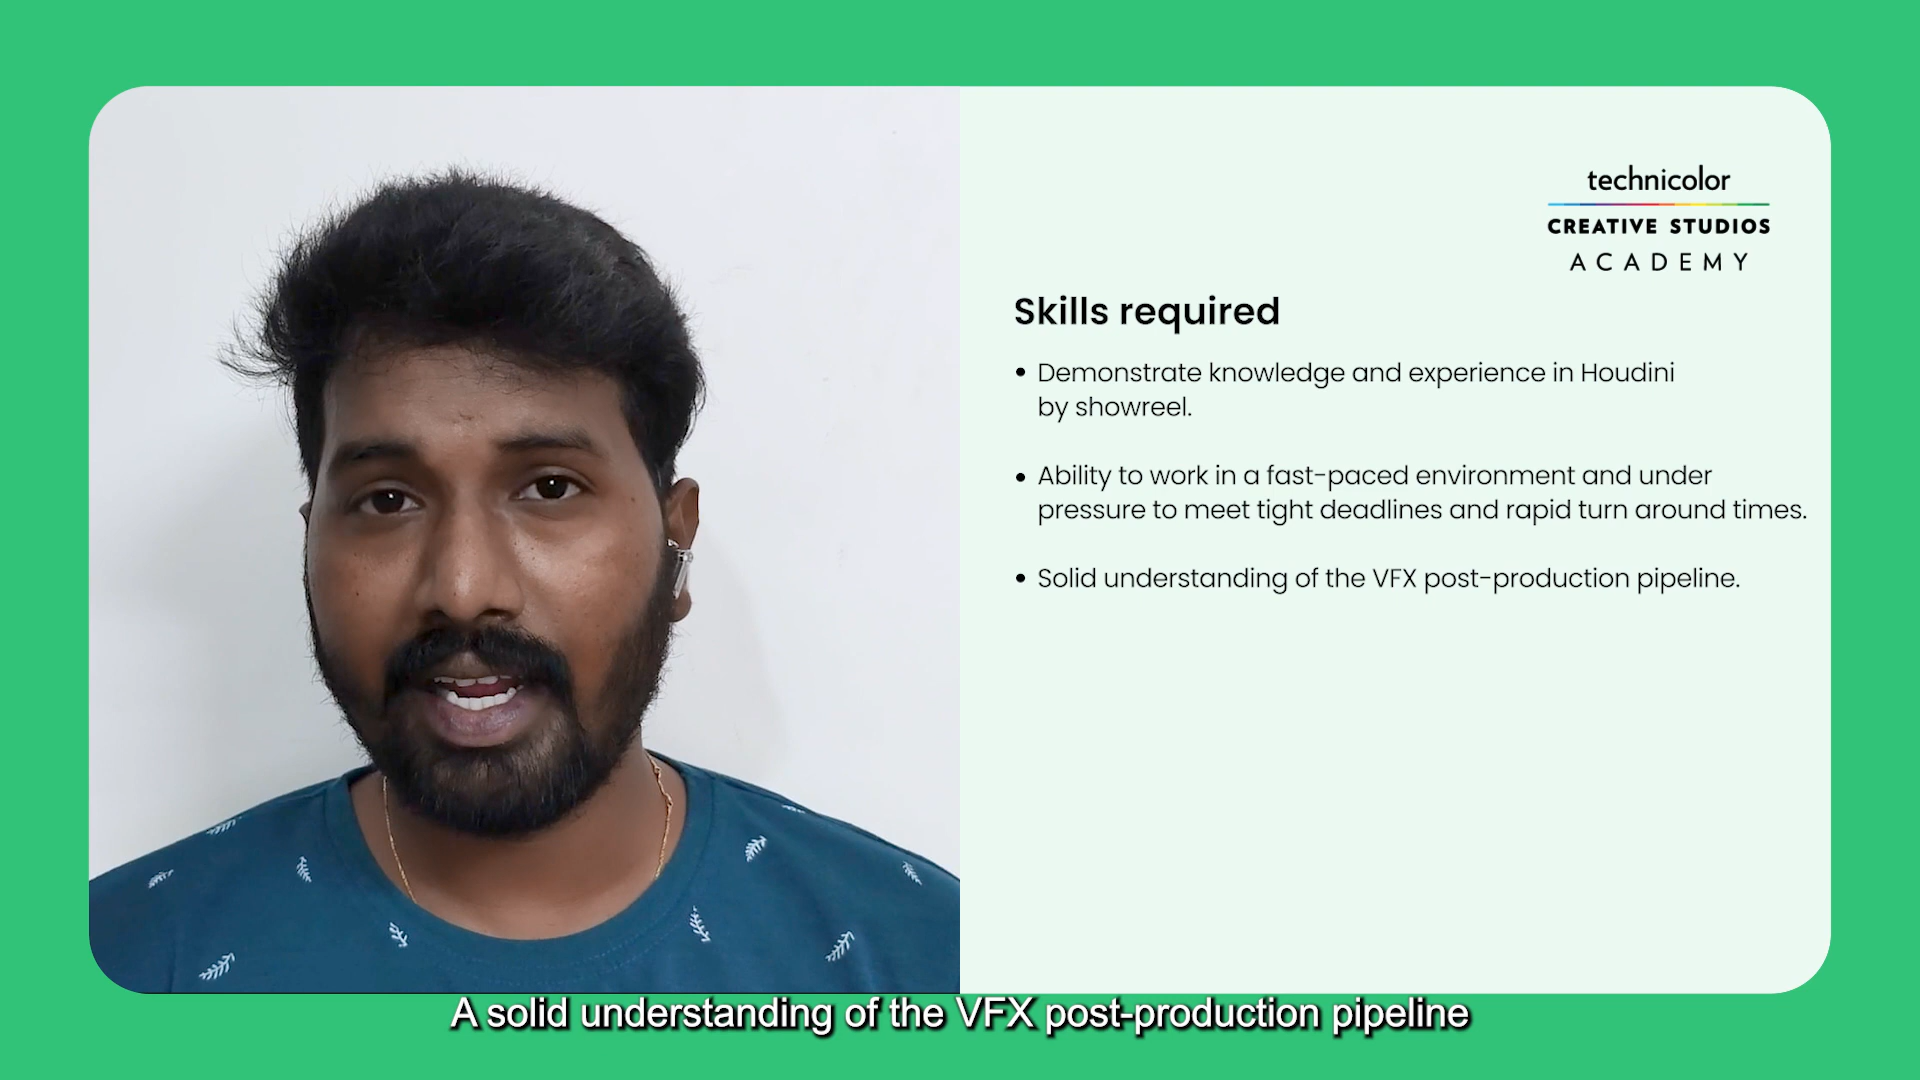 technicolor
CREATIVE STUDIOS
ACADEMY
Skills required
• Demonstrate knowledge and experience in Houdini
by showreel.
• Ability to work in a fast-paced environment and under
pressure to meet tight deadlines and rapid turn around times.
• Solid understanding of the VFX post-production pipeline.
A solid understanding of the VFX post-production pipeline